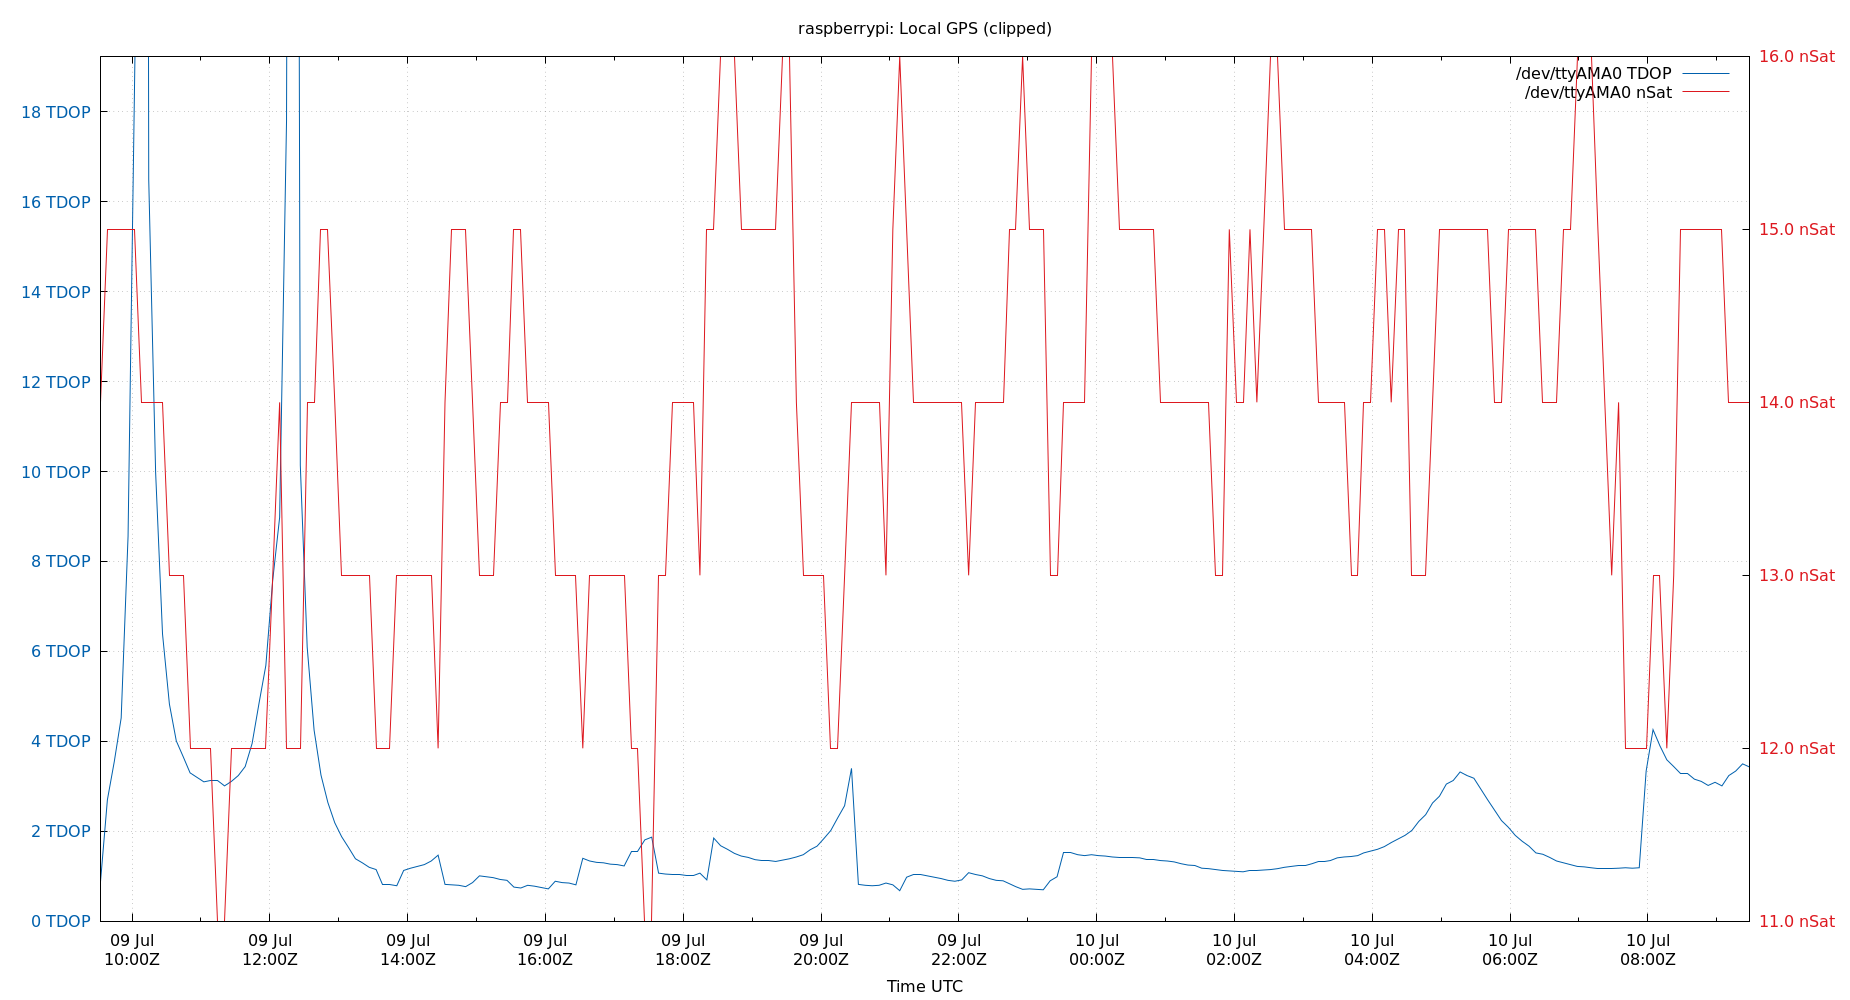 raspberrypi: Local GPS (clipped)
16.0 nSat
/dev/ttyAMA0 TDOP
/dev/ttyAMA0 nSat
18 TDOP
16 TDOP
15.0 nSat
14 TDOP
12 TDOP
14.0 nSat
10 TDOP
8 TDOP
13.0 nSat
6 TDOP
4 TDOP
12.0 nSat
2 TDOP
0 TDOP
11.0 nSat
09 Jul 09 Jul 09 Jul 09 Jul 09 Jul 09 Jul 09 Jul 10 Jul 10 Jul 10 Jul 10 Jul 10 Jul
10:00Z 12:00Z 14:00Z 16:00Z 18:00Z 20:00Z 22:00Z 00:00Z 02:00Z 04:00Z 06:00Z 08:00Z
Time UTC